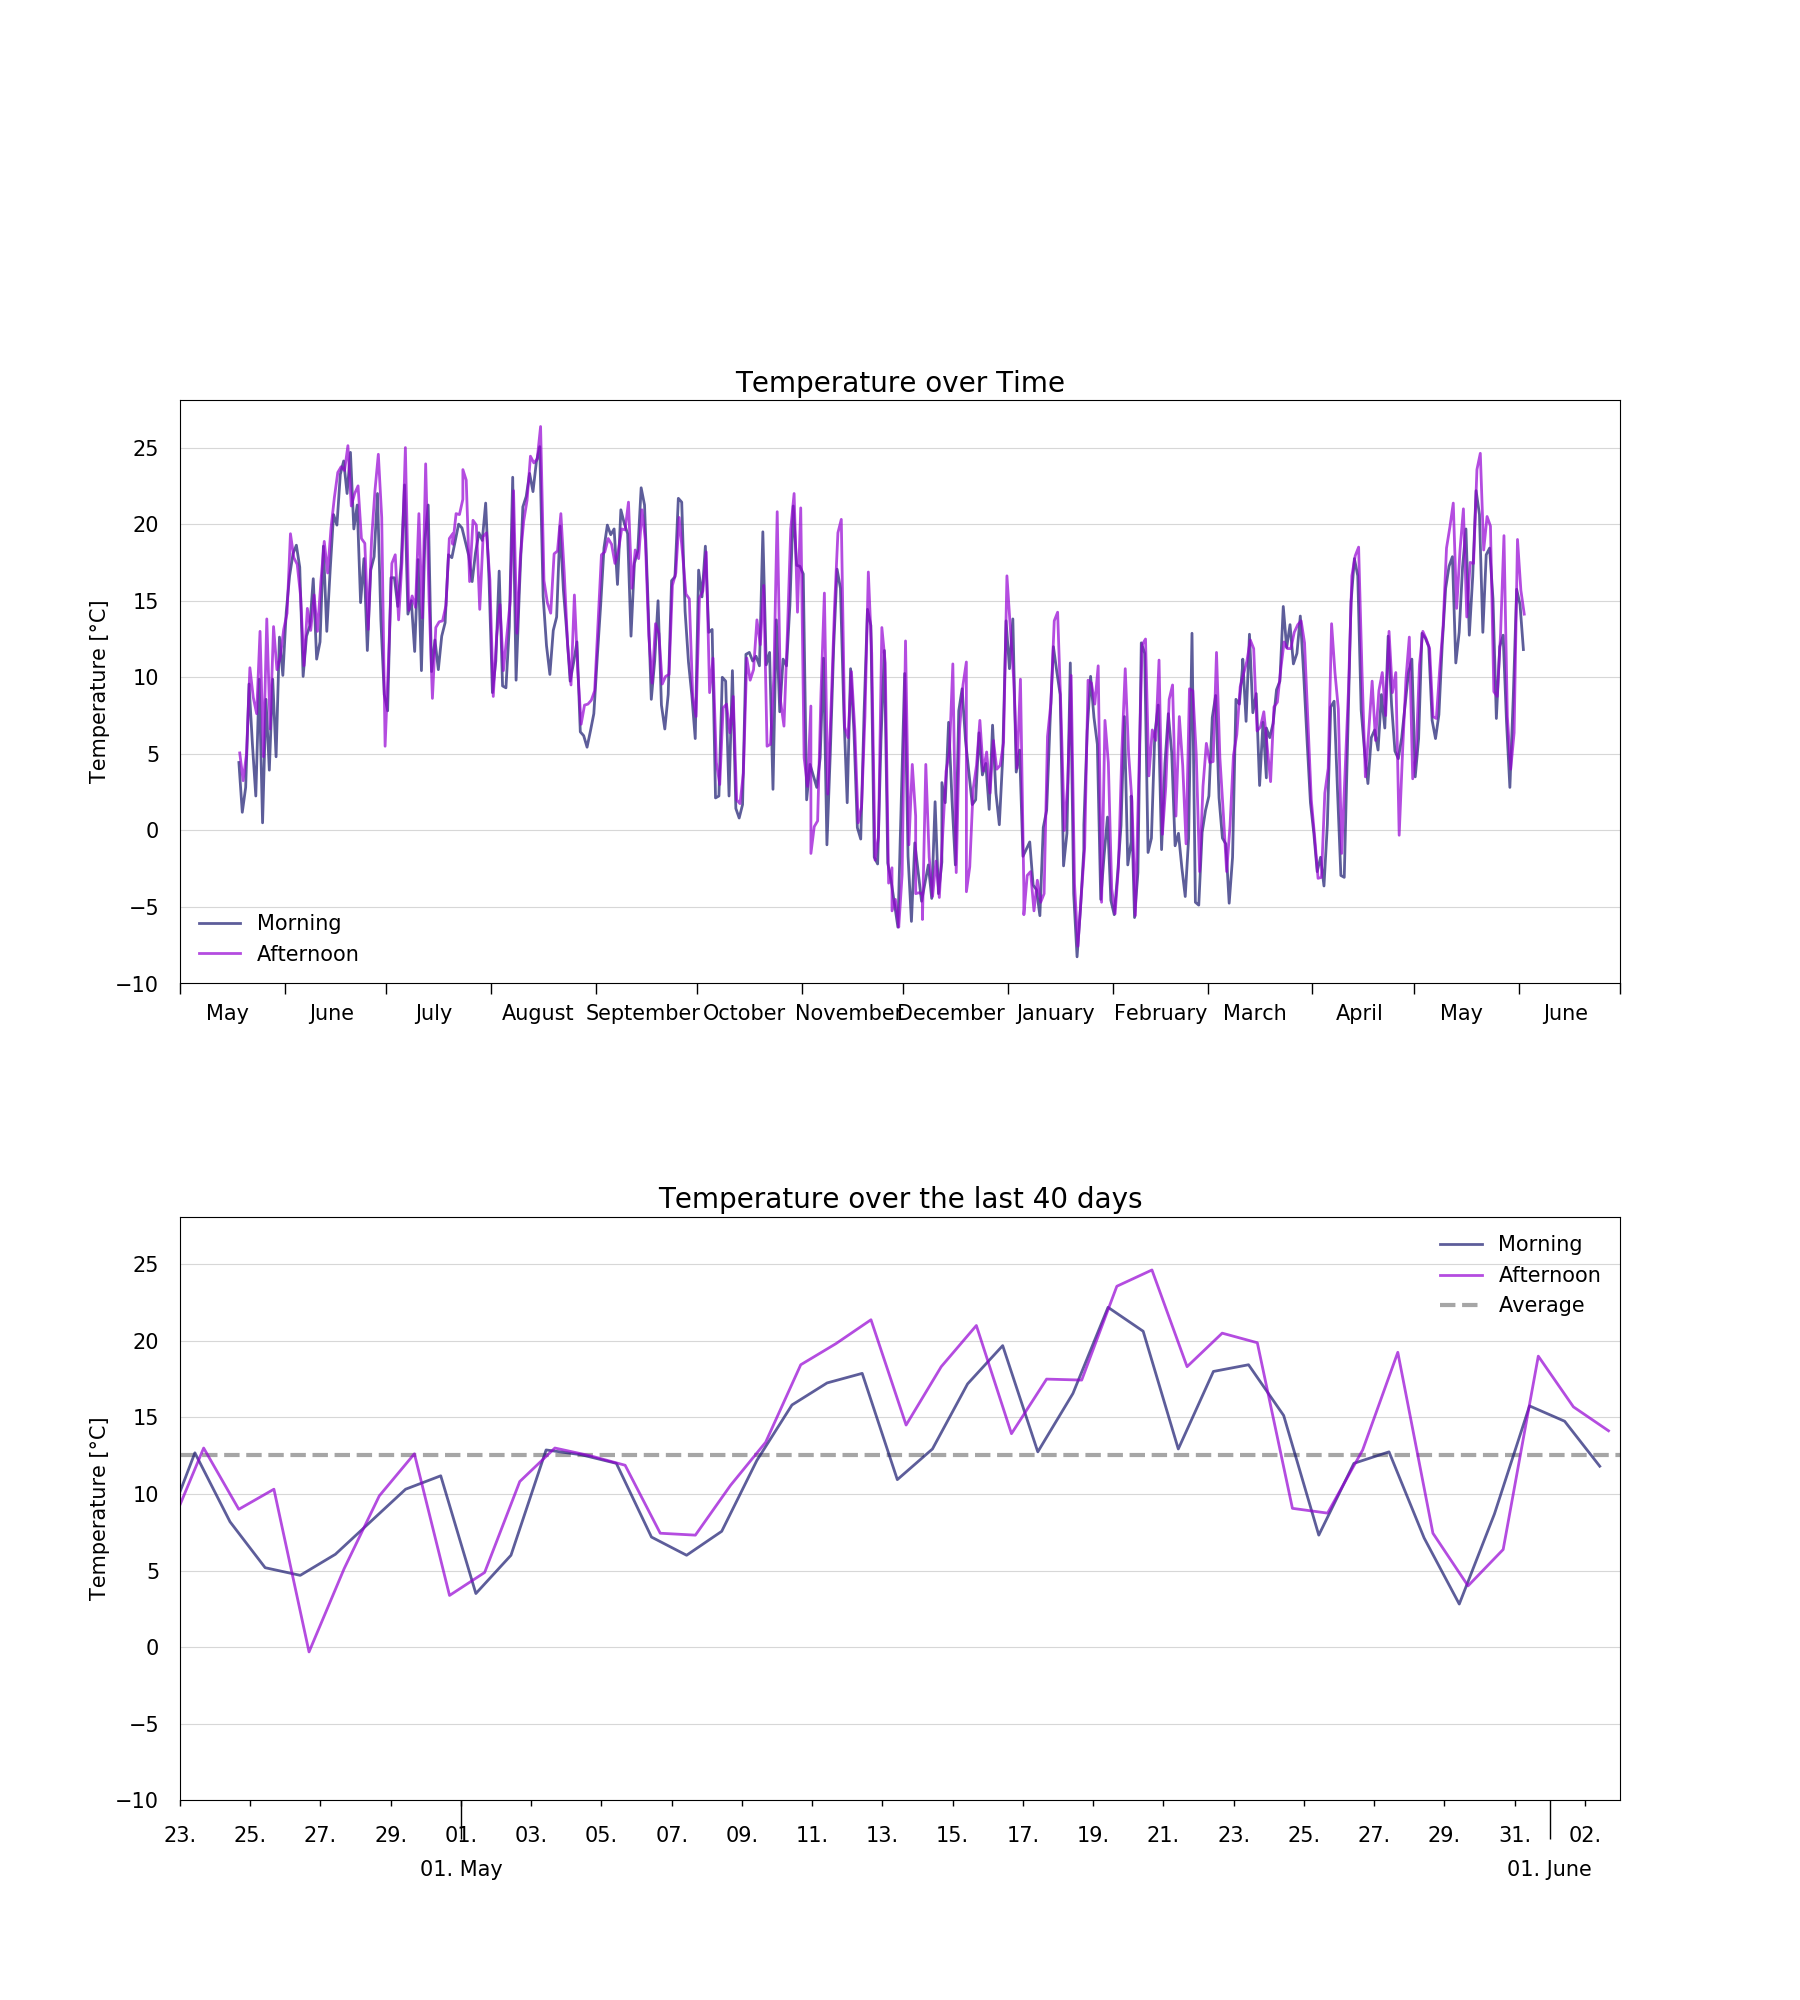 Temperature over Time
25
20
15
10
5
0
−5
−10
Temperature [°C]
Morning
Afternoon
May June July August September October November December January February March April May June
Temperature over the last 40 days
25
20
15
10
5
0
−5
−10
Temperature [°C]
Morning
Afternoon
Average
23. 25. 27. 29. 01. 03. 05. 07. 09. 11. 13. 15. 17. 19. 21. 23. 25. 27. 29. 31. 02.
01. May 01. June